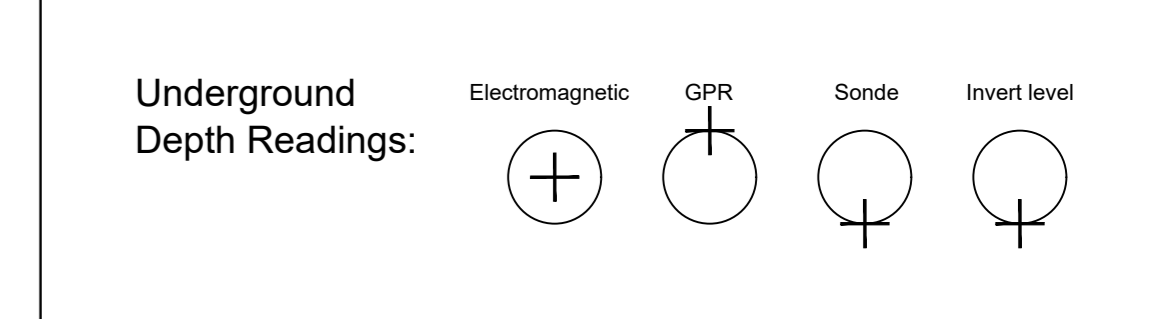 Underground
Depth Readings:
Electromagnetic
GPR
Sonde
Invert level